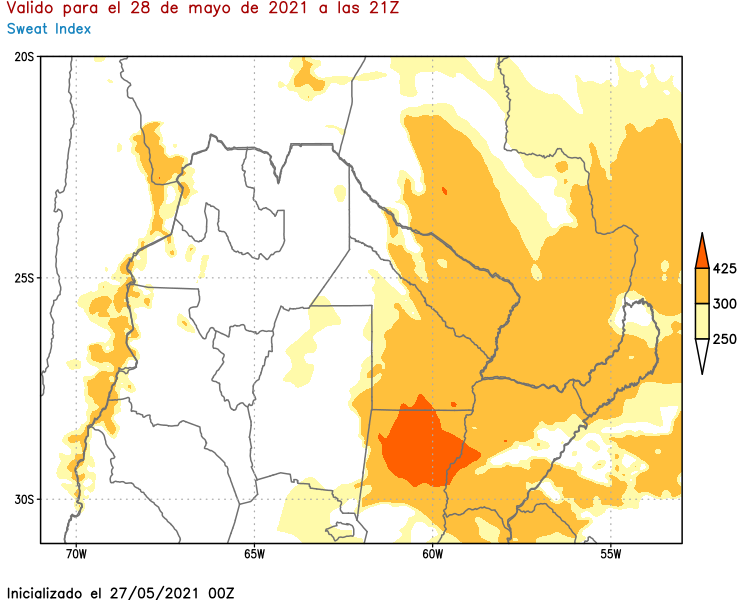 Valido para el 28 de mayo de 2021 a las 21Z
Sweat Index
20S
25S
30S
70W
65W
60W
55W
425
300
250
Inicializado el 27/05/2021 00Z